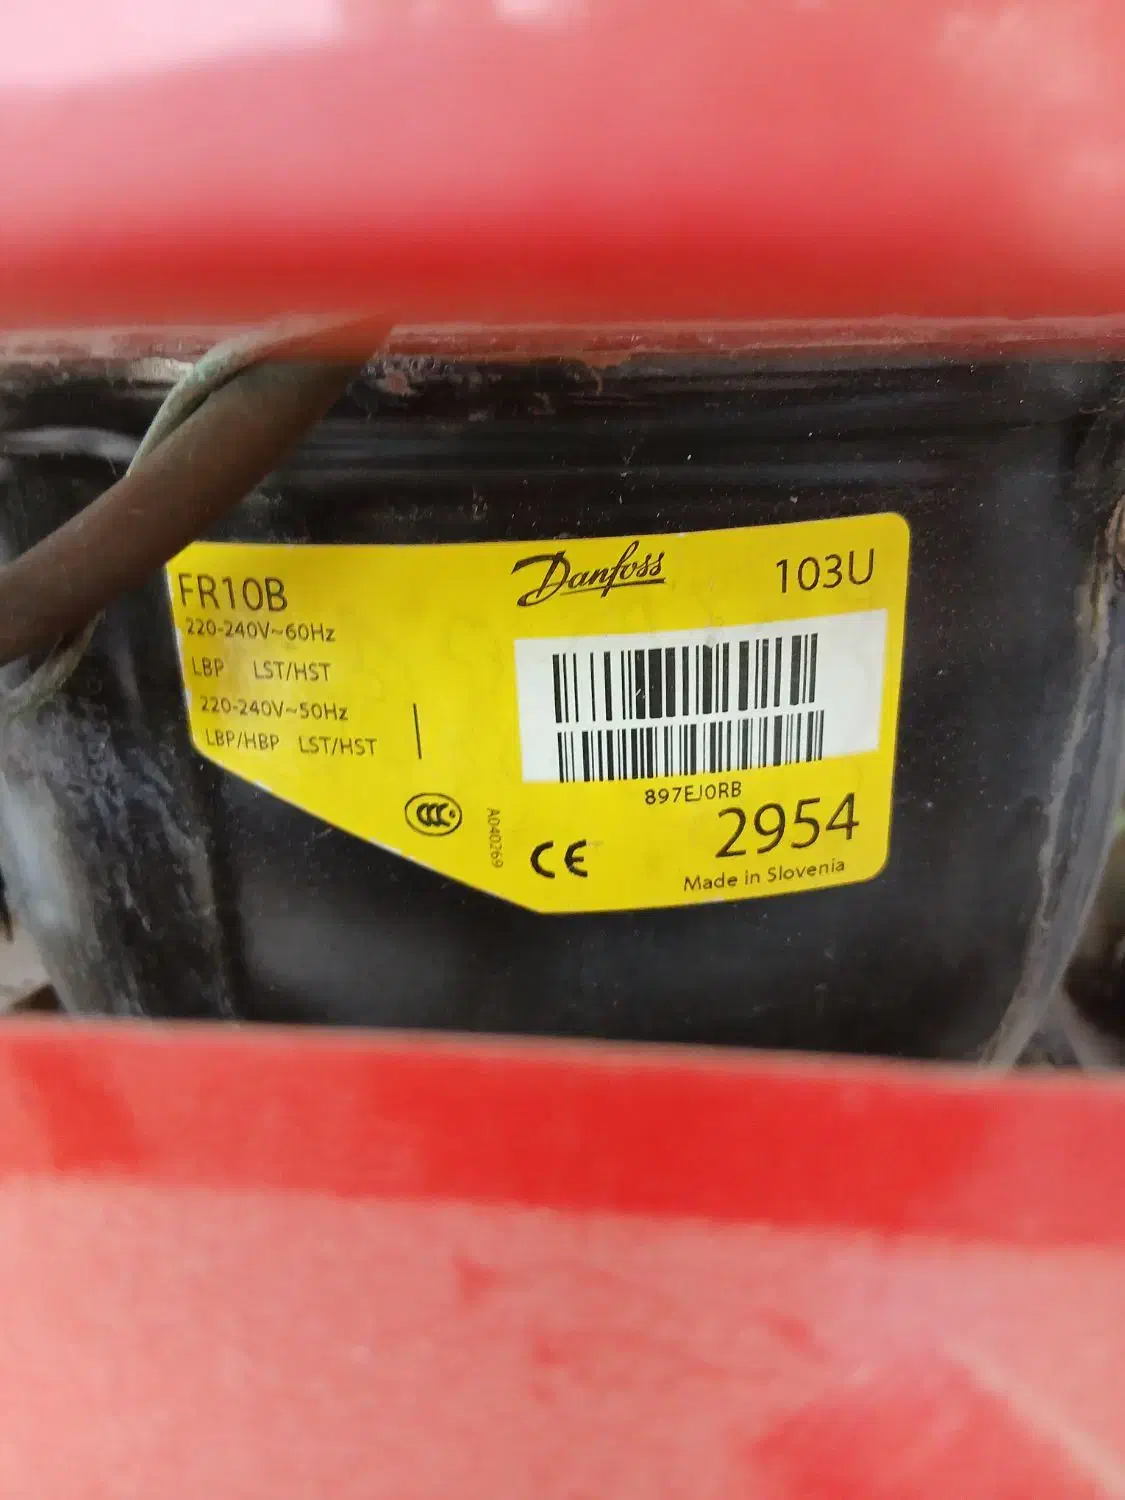 FR10B
Danfoss
103U
220-240V~60Hz
LBP LST/HST
220-240V~50Hz
LBP/HBP LST/HST
897EJ0RB
CCC
A040269
CE
2954
Made in Slovenia